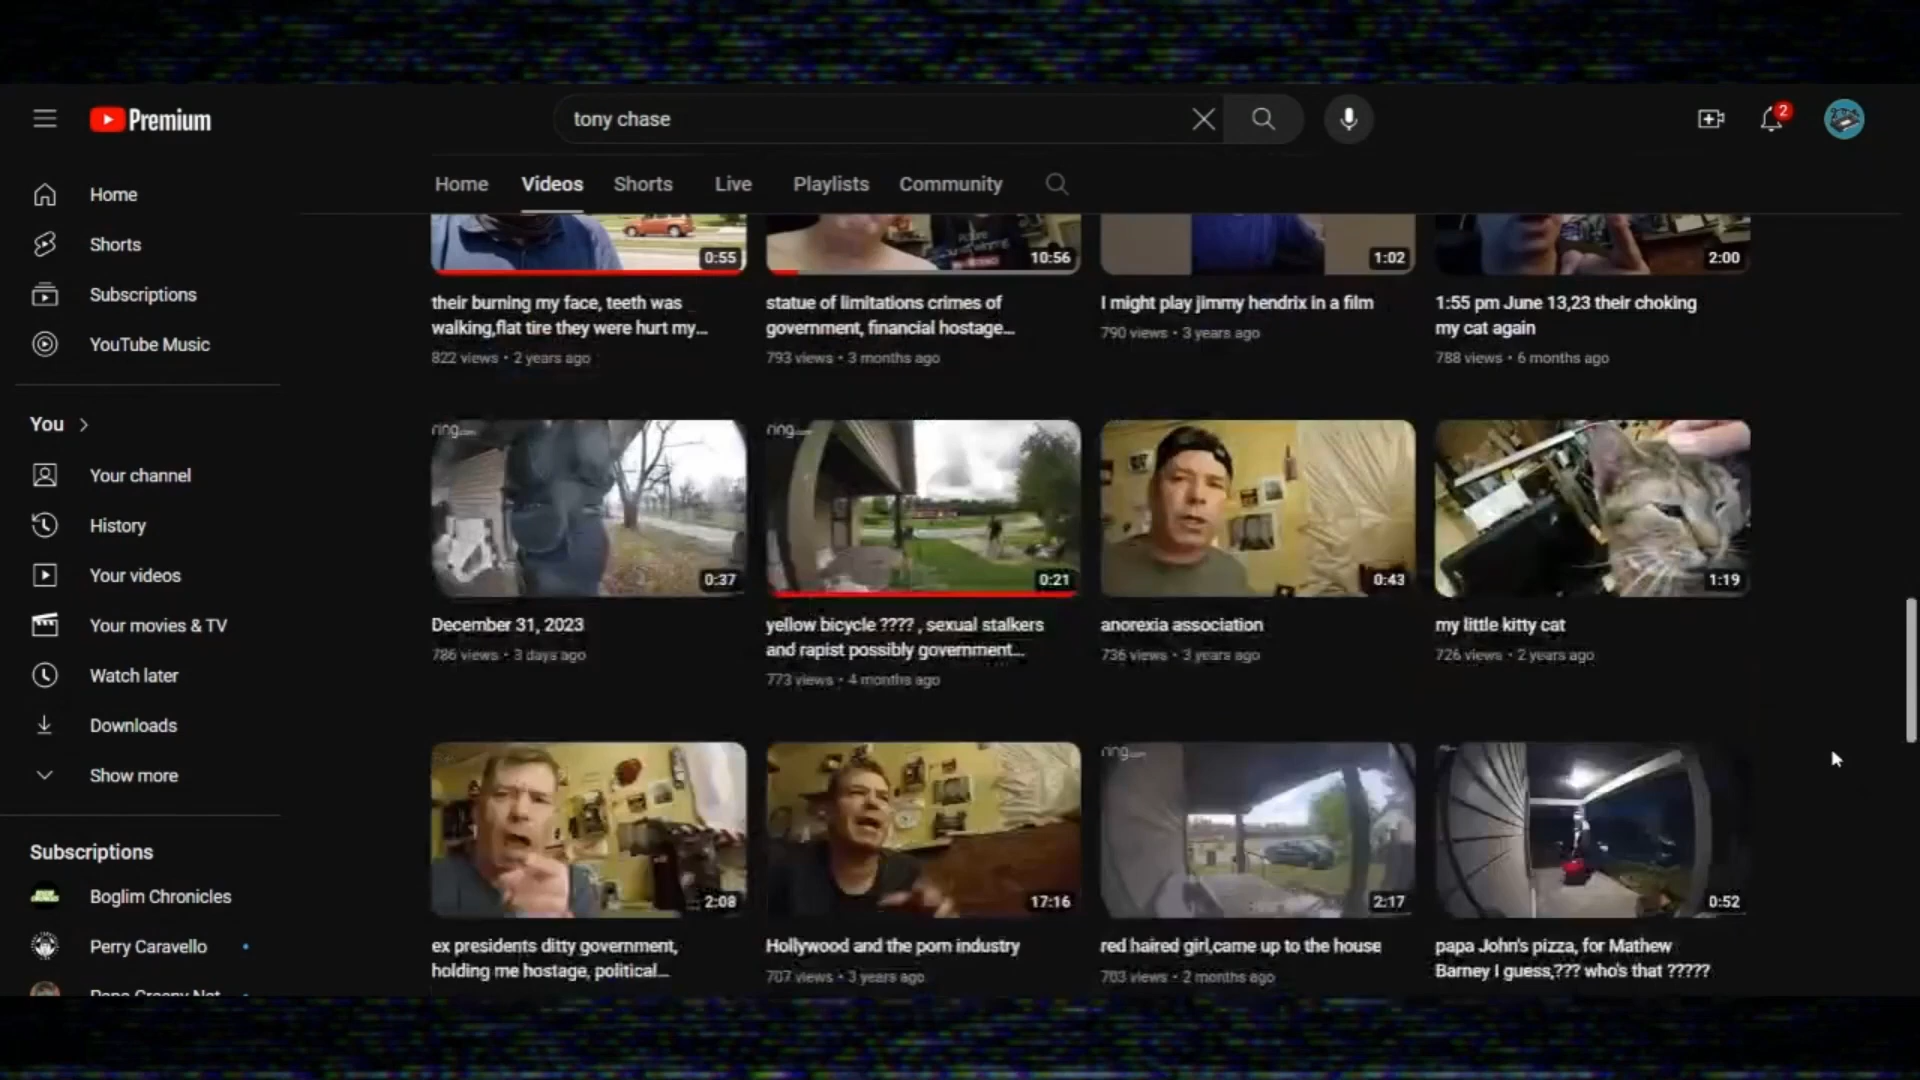 Premium
tony chase
2
Home
Videos
Shorts
Live
Playlists
Community
Home
Shorts
Subscriptions
YouTube Music
You
Your channel
History
Your videos
Your movies & TV
Watch later
Downloads
Show more
Subscriptions
Boglim Chronicles
Perry Caravello
0:55
10:56
1:02
2:00
their burning my face, teeth was
walking,flat tire they were hurt my...
822 views • 2 years ago
statue of limitations crimes of
government, financial hostage...
793 views • 3 months ago
I might play jimmy hendrix in a film
790 views • 3 years ago
1:55 pm June 13,23 their choking
my cat again
788 views • 6 months ago
ring.com
0:37
ring.com
0:21
0:43
1:19
December 31, 2023
786 views • 3 days ago
yellow bicycle ???? , sexual stalkers
and rapist possibly government...
773 views • 4 months ago
anorexia association
736 views • 3 years ago
my little kitty cat
726 views • 2 years ago
2:08
17:16
ring.com
2:17
0:52
ex presidents ditty government,
holding me hostage, political...
Hollywood and the porn industry
707 views • 3 years ago
red haired girl,came up to the house
703 views • 2 months ago
papa John's pizza, for Mathew
Barney I guess,??? who's that ?????